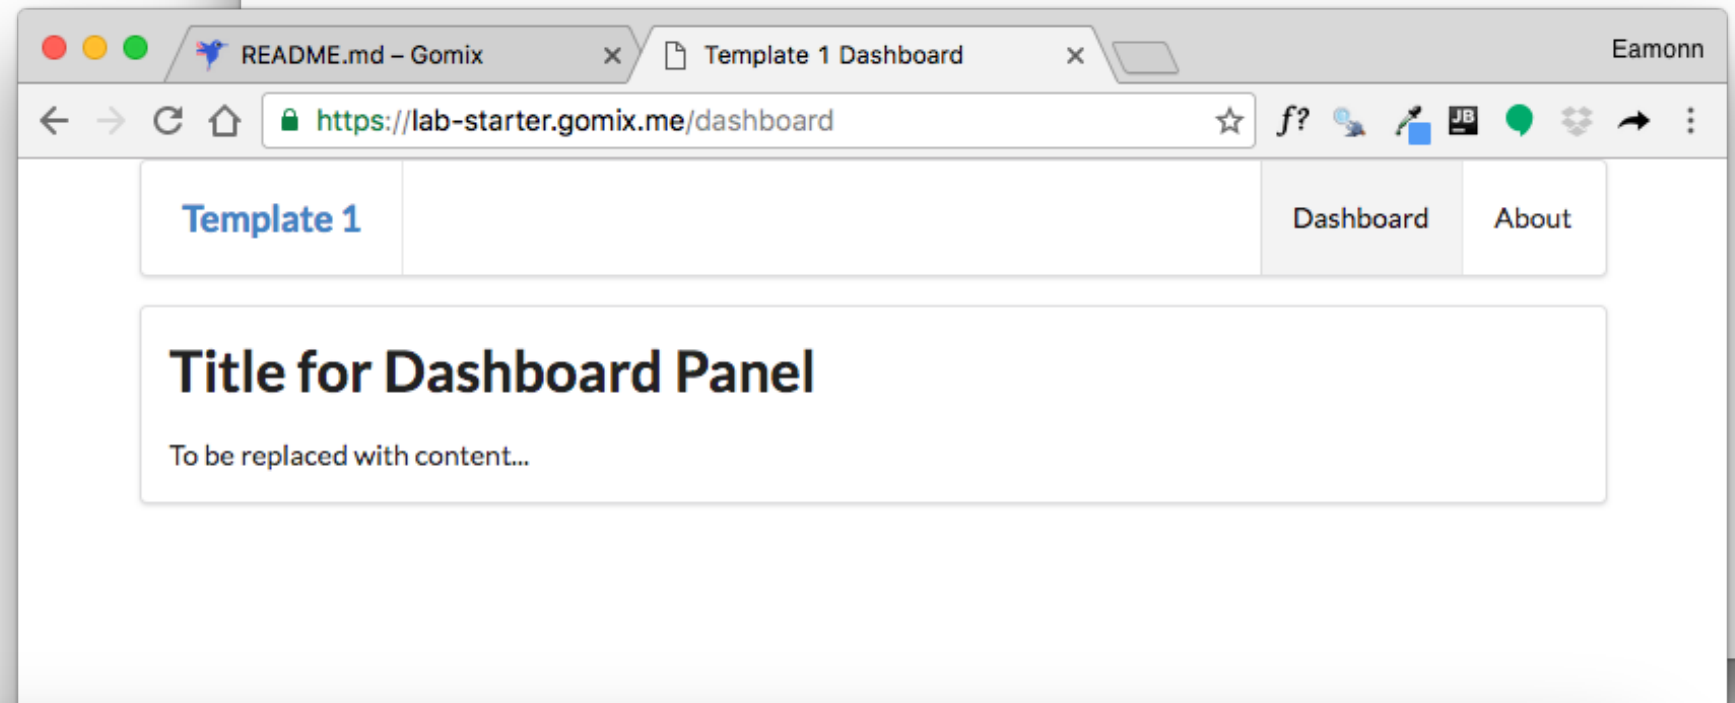 README.md – Gomix
Template 1 Dashboard
Eamonn
https://lab-starter.gomix.me/dashboard
f?
JB
Template 1
Dashboard
About
Title for Dashboard Panel
To be replaced with content...